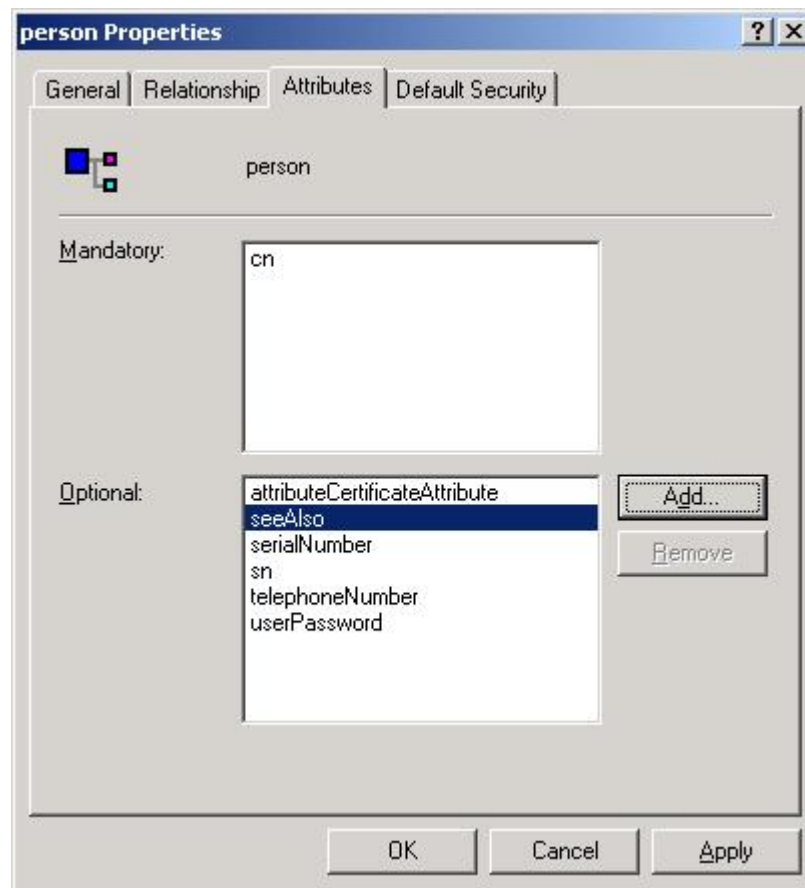 person Properties
? X
General Relationship Attributes Default Security
person
Mandatory:
cn
Optional:
attributeCertificateAttribute
seeAlso
serialNumber
sn
telephoneNumber
userPassword
Add...
Remove
OK Cancel Apply